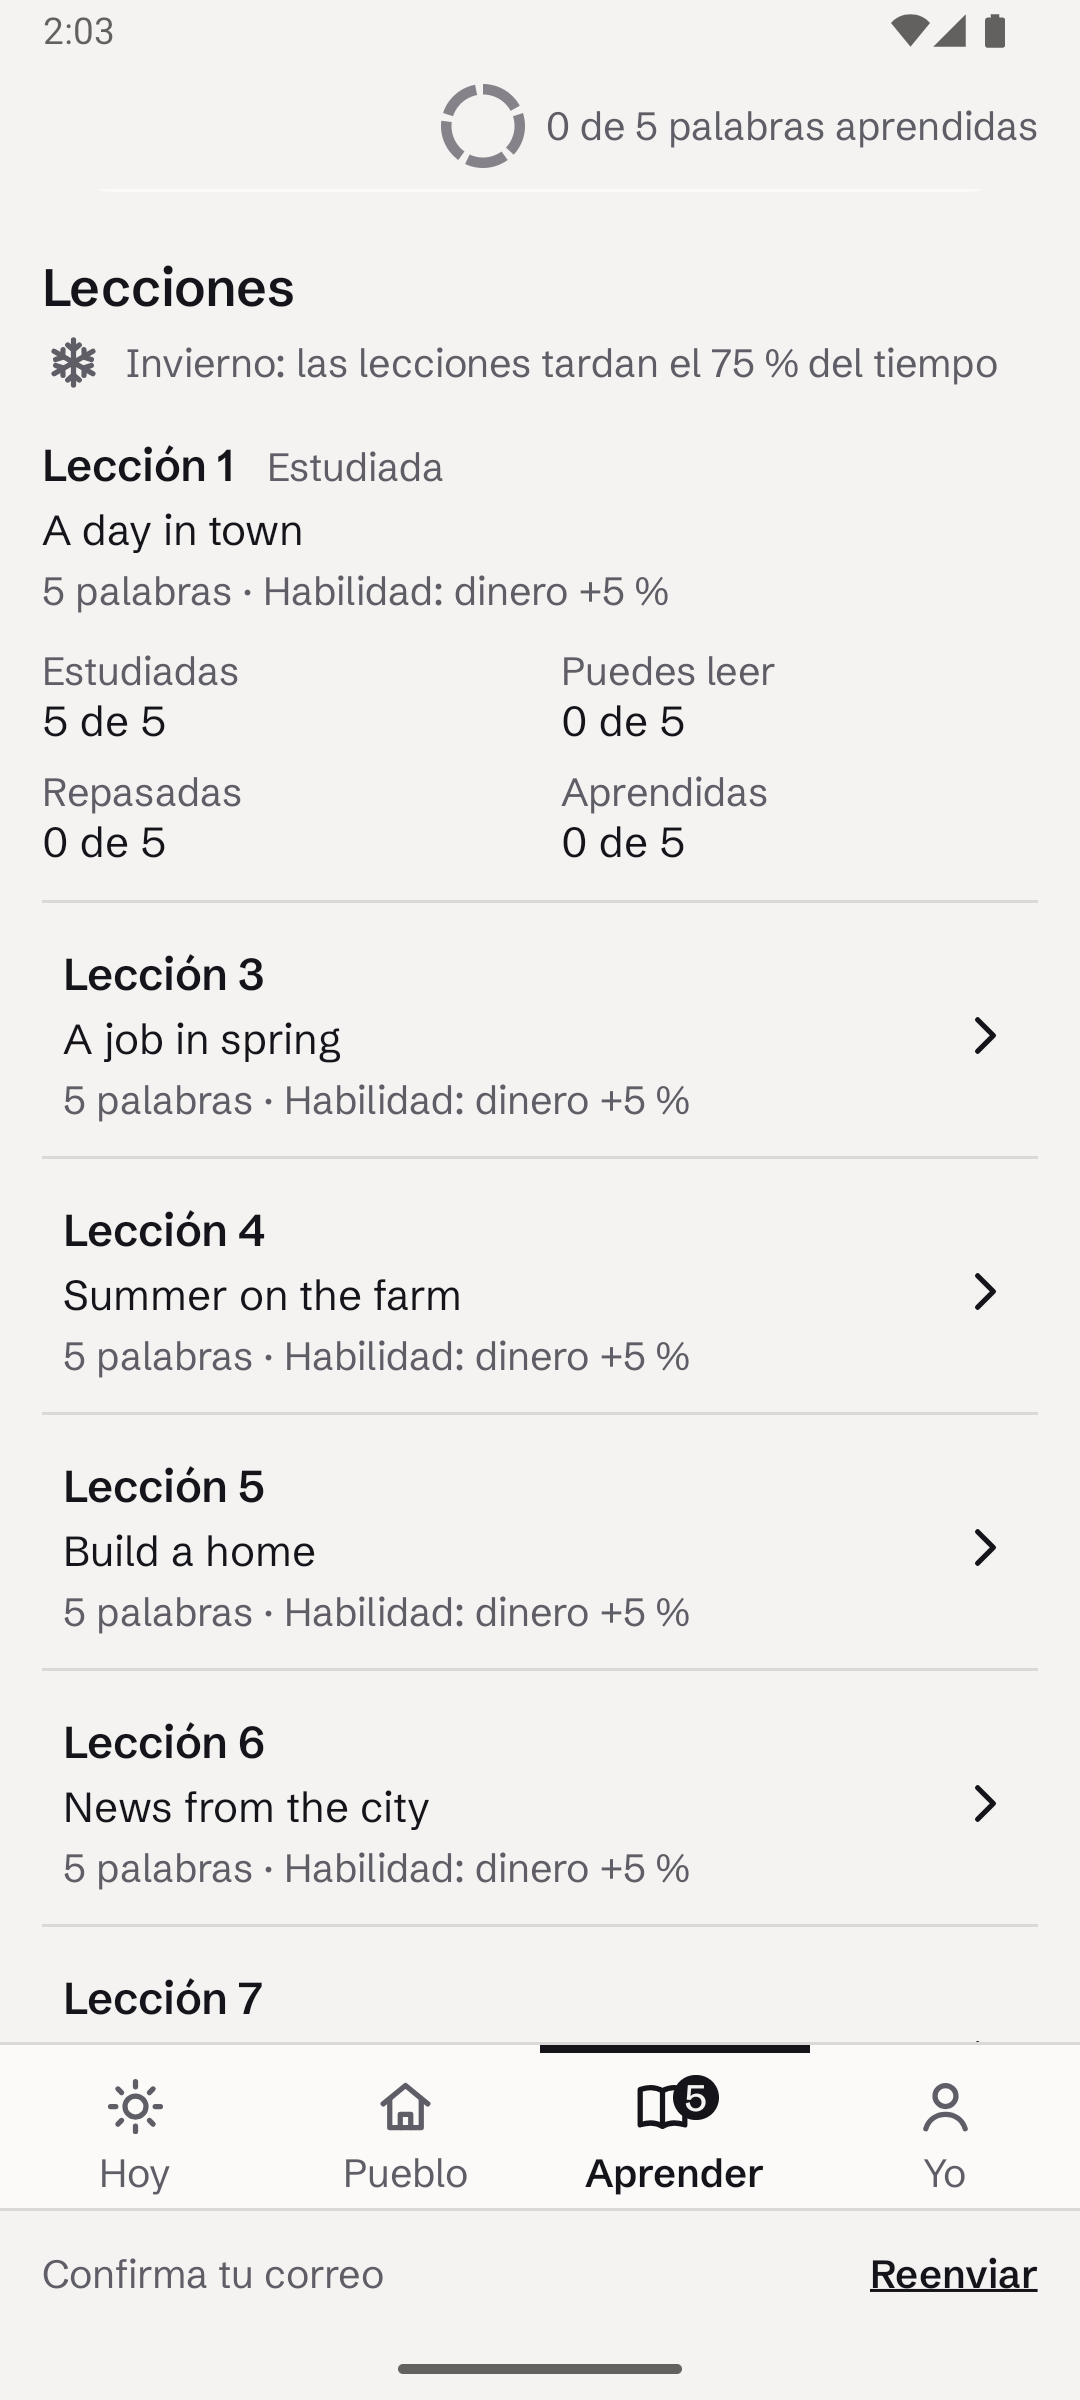 2:03
0 de 5 palabras aprendidas
Lecciones
Invierno: las lecciones tardan el 75 % del tiempo
Lección 1 Estudiada
A day in town
5 palabras · Habilidad: dinero +5 %
Estudiadas Puedes leer
5 de 5 0 de 5
Repasadas Aprendidas
0 de 5 0 de 5
Lección 3
A job in spring
5 palabras · Habilidad: dinero +5 %
Lección 4
Summer on the farm
5 palabras · Habilidad: dinero +5 %
Lección 5
Build a home
5 palabras · Habilidad: dinero +5 %
Lección 6
News from the city
5 palabras · Habilidad: dinero +5 %
Lección 7
5
Hoy Pueblo Aprender Yo
Confirma tu correo Reenviar